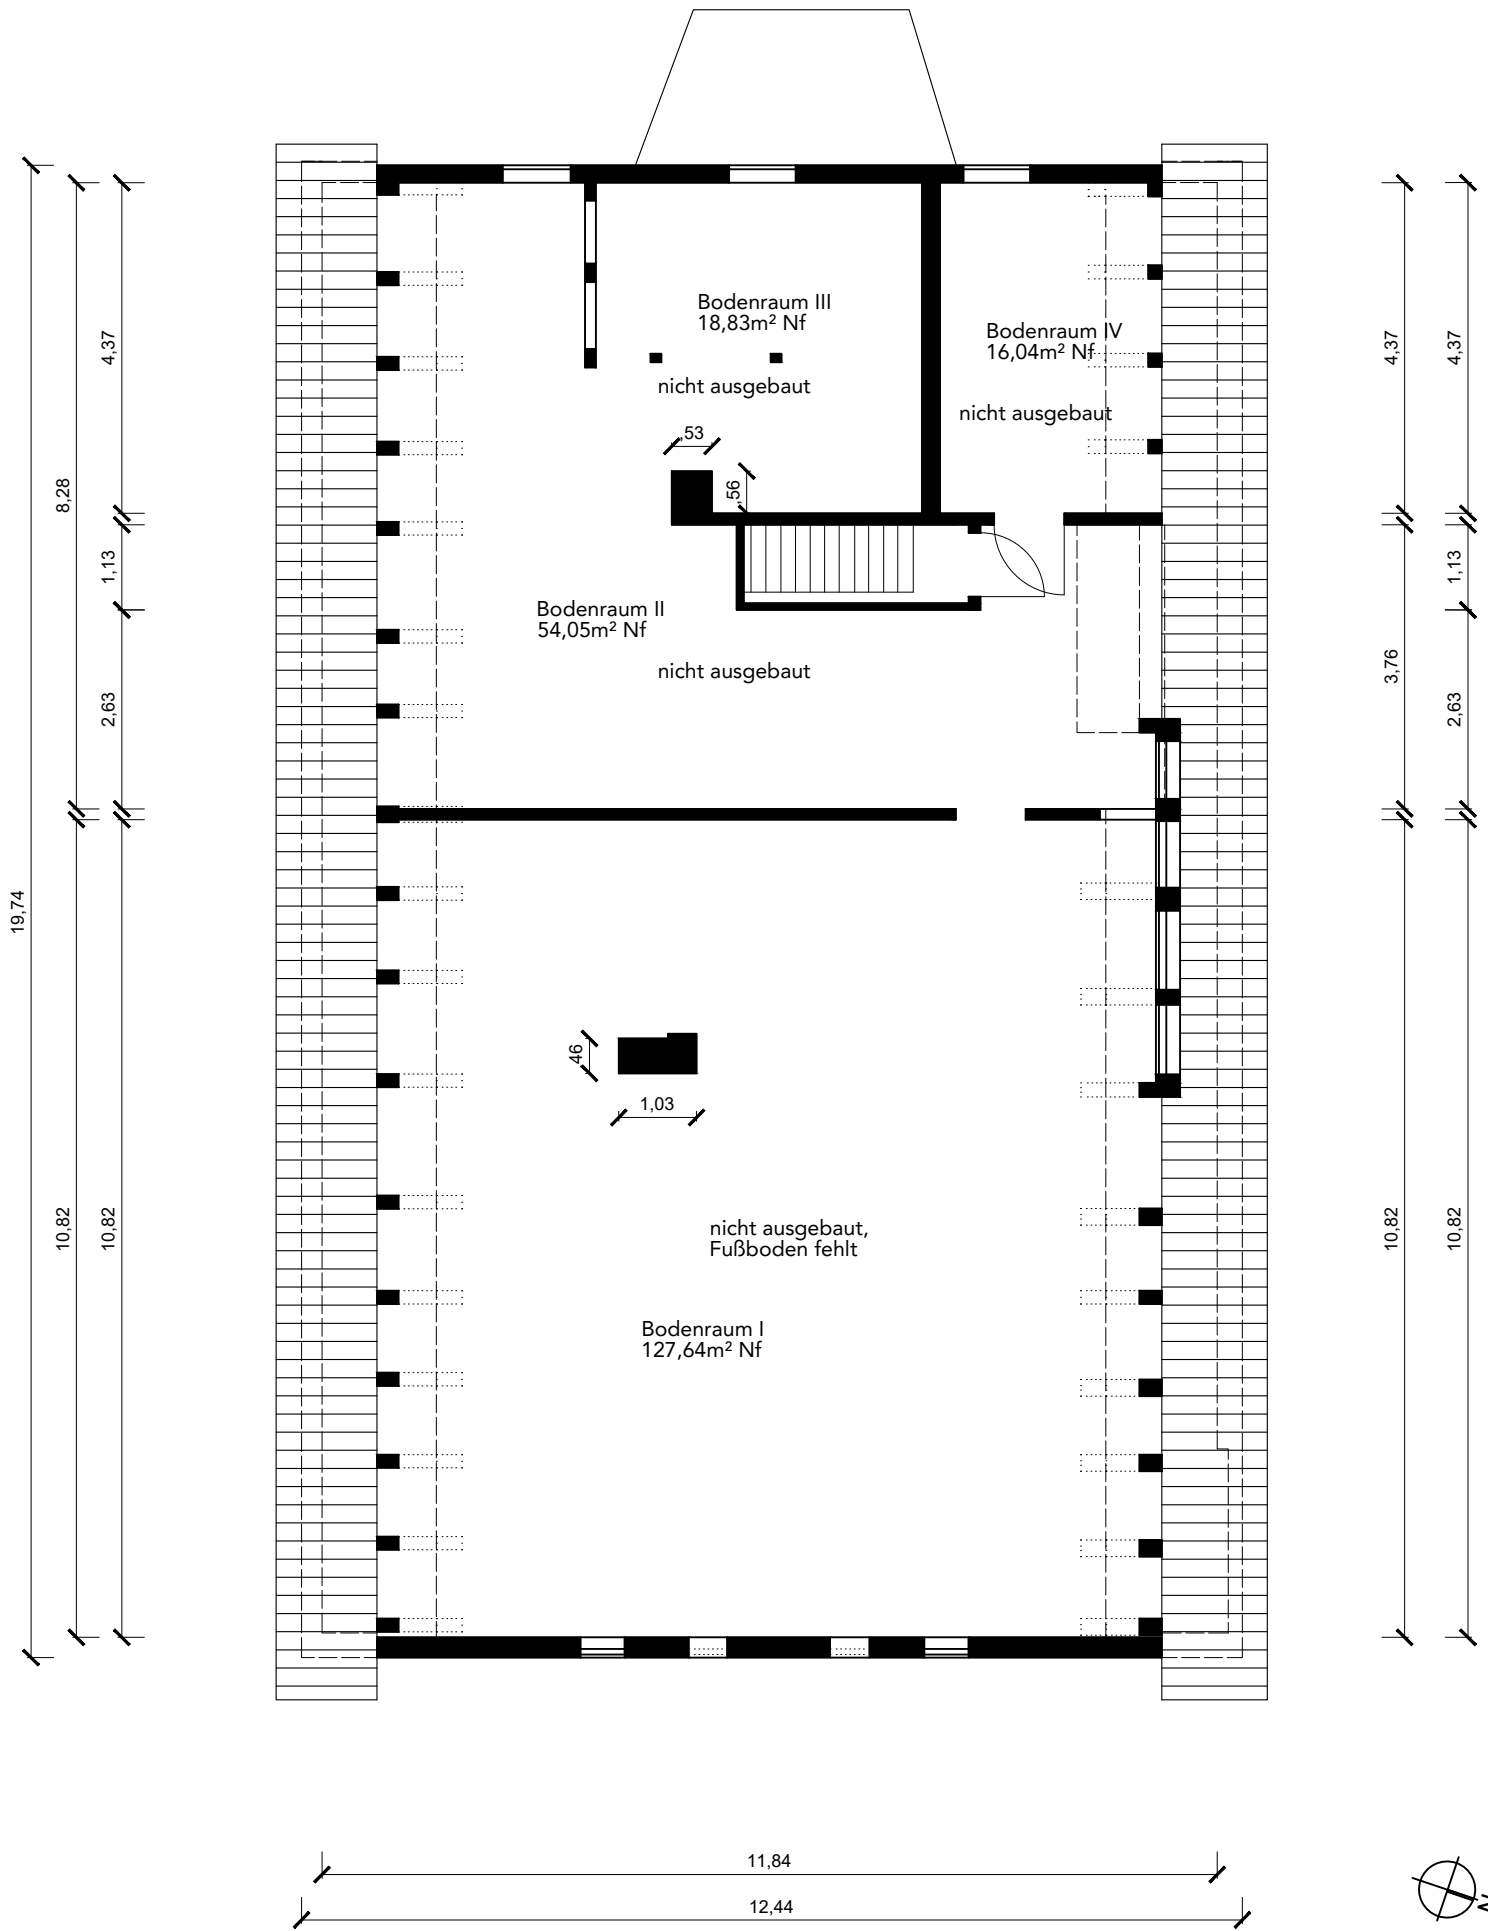 Bodenraum III
18,83m² Nf
nicht ausgebaut
Bodenraum IV
16,04m² Nf
nicht ausgebaut
,53
,56
4,37
4,37
4,37
8,28
1,13
1,13
Bodenraum II
54,05m² Nf
nicht ausgebaut
3,76
2,63
2,63
19,74
46
1,03
10,82
10,82
10,82
10,82
nicht ausgebaut,
Fußboden fehlt
Bodenraum I
127,64m² Nf
11,84
12,44
N